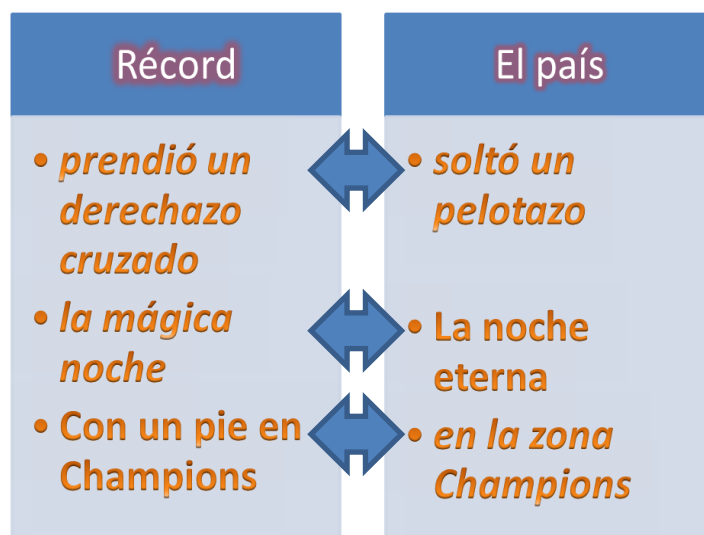 Récord
• prendió un
derechazo
cruzado
• la mágica
noche
• Con un pie en
Champions
El país
• soltó un
pelotazo
• La noche
eterna
• en la zona
Champions